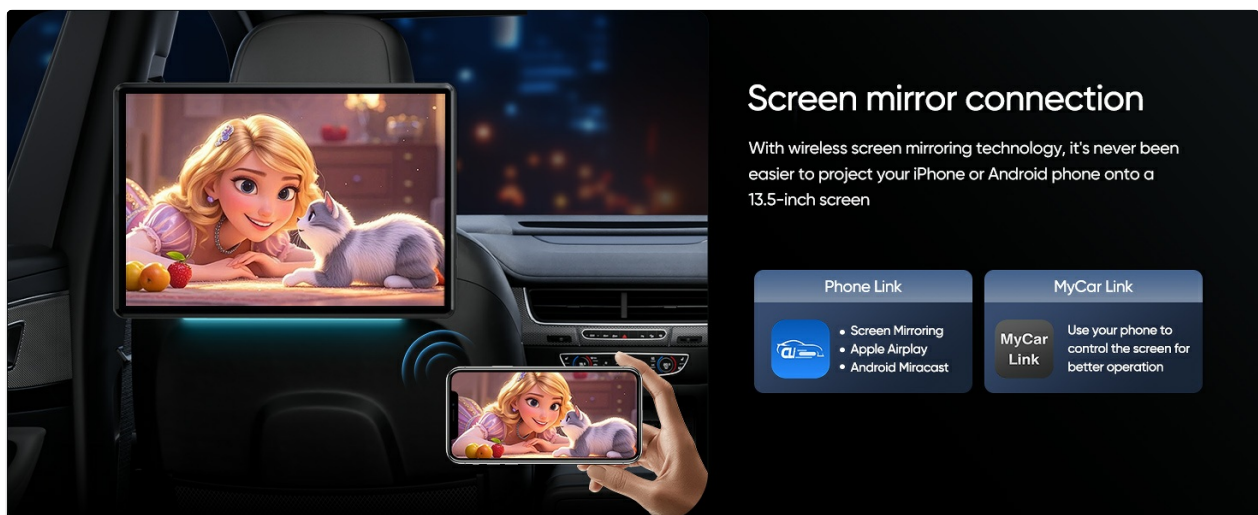 Screen mirror connection
With wireless screen mirroring technology, it's never been
easier to project your iPhone or Android phone onto a
13.5-inch screen
Phone Link
Screen Mirroring
Apple Airplay
Android Miracast
MyCar Link
MyCar
Link
Use your phone to
control the screen for
better operation